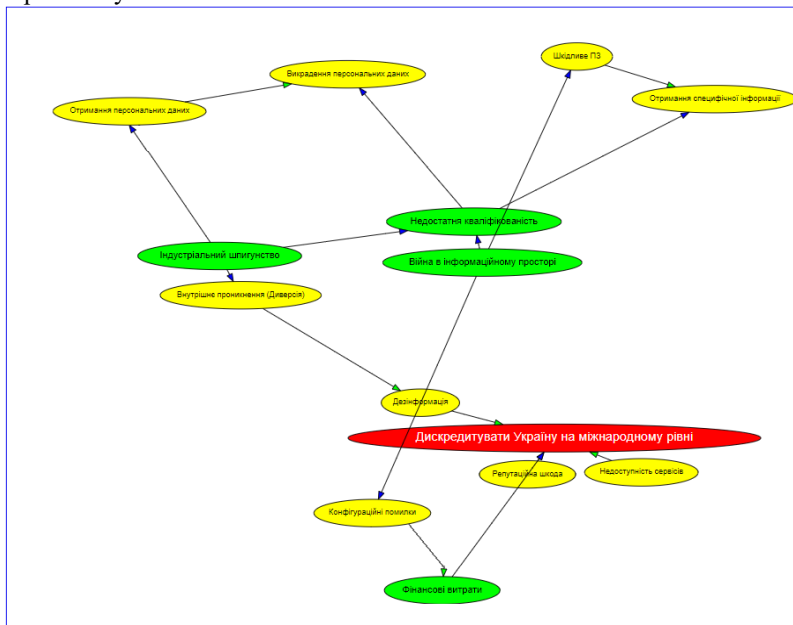 Шкідливе ПЗ
Викрадення персональних даних
Отримання специфічної інформації
Отримання персональних даних
Недостатня кваліфікованість
Індустріальний шпигунство
Війна в інформаційному просторі
Внутрішнє проникнення (Диверсія)
Дезінформація
Дискредитувати Україну на міжнародному рівні
Репутаційна шкода
Недоступність сервісів
Конфігураційні помилки
Фінансові витрати